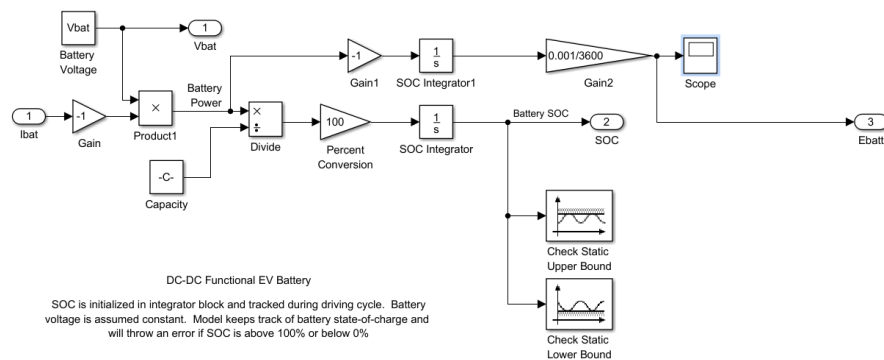 Vbat
Battery
Voltage
1
Vbat
-1
Gain1
1
s
SOC Integrator1
0.001/3600
Gain2
Scope
1
Ibat
-1
Gain
×
Product1
Battery
Power
×
÷
Divide
100
Percent
Conversion
1
s
SOC Integrator
Battery SOC
2
SOC
3
Ebatt
-C-
Capacity
Check Static
Upper Bound
Check Static
Lower Bound
DC-DC Functional EV Battery
SOC is initialized in integrator block and tracked during driving cycle. Battery
voltage is assumed constant. Model keeps track of battery state-of-charge and
will throw an error if SOC is above 100% or below 0%